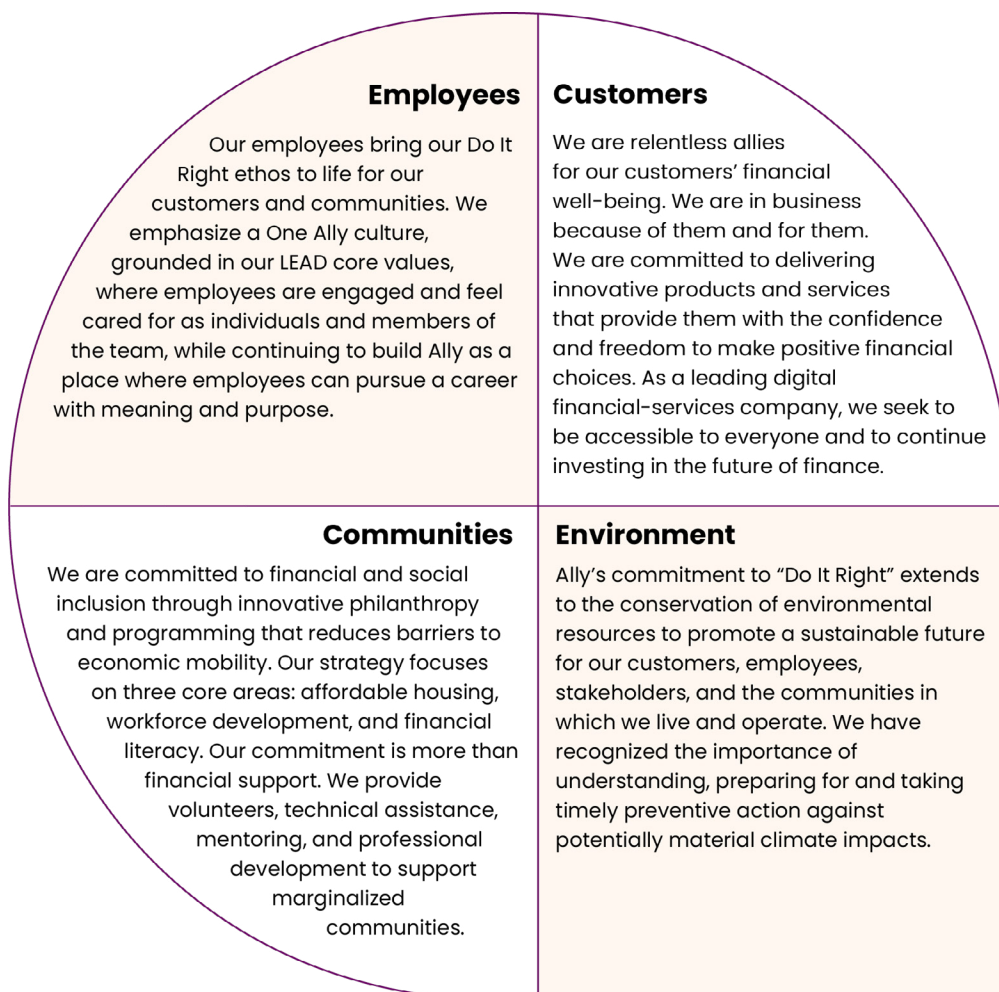 Employees
Our employees bring our Do It
Right ethos to life for our
customers and communities. We
emphasize a One Ally culture,
grounded in our LEAD core values,
where employees are engaged and feel
cared for as individuals and members of
the team, while continuing to build Ally as a
place where employees can pursue a career
with meaning and purpose.
Customers
We are relentless allies
for our customers’ financial
well-being. We are in business
because of them and for them.
We are committed to delivering
innovative products and services
that provide them with the confidence
and freedom to make positive financial
choices. As a leading digital
financial-services company, we seek to
be accessible to everyone and to continue
investing in the future of finance.
Communities
We are committed to financial and social
inclusion through innovative philanthropy
and programming that reduces barriers to
economic mobility. Our strategy focuses
on three core areas: affordable housing,
workforce development, and financial
literacy. Our commitment is more than
financial support. We provide
volunteers, technical assistance,
mentoring, and professional
development to support
marginalized
communities.
Environment
Ally’s commitment to “Do It Right” extends
to the conservation of environmental
resources to promote a sustainable future
for our customers, employees,
stakeholders, and the communities in
which we live and operate. We have
recognized the importance of
understanding, preparing for and taking
timely preventive action against
potentially material climate impacts.